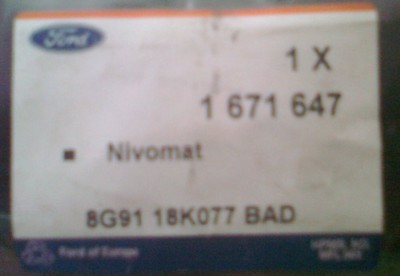 Ford
1 X
1 671 647
Nivomat
8G91 18K077 BAD
Ford of Europe